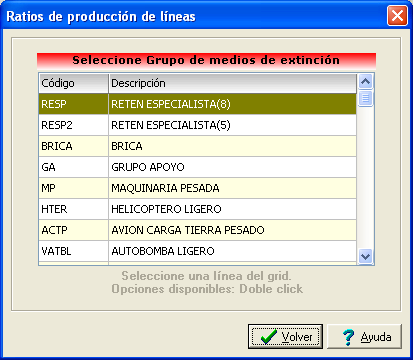 Ratios de producción de líneas
Seleccione Grupo de medios de extinción
Código Descripción
RESP RETEN ESPECIALISTA(8)
RESP2 RETEN ESPECIALISTA(5)
BRICA BRICA
GA GRUPO APOYO
MP MAQUINARIA PESADA
HTER HELICOPTERO LIGERO
ACTP AVION CARGA TIERRA PESADO
VATBL AUTOBOMBA LIGERO
Seleccione una línea del grid.
Opciones disponibles: Doble click
Volver Ayuda